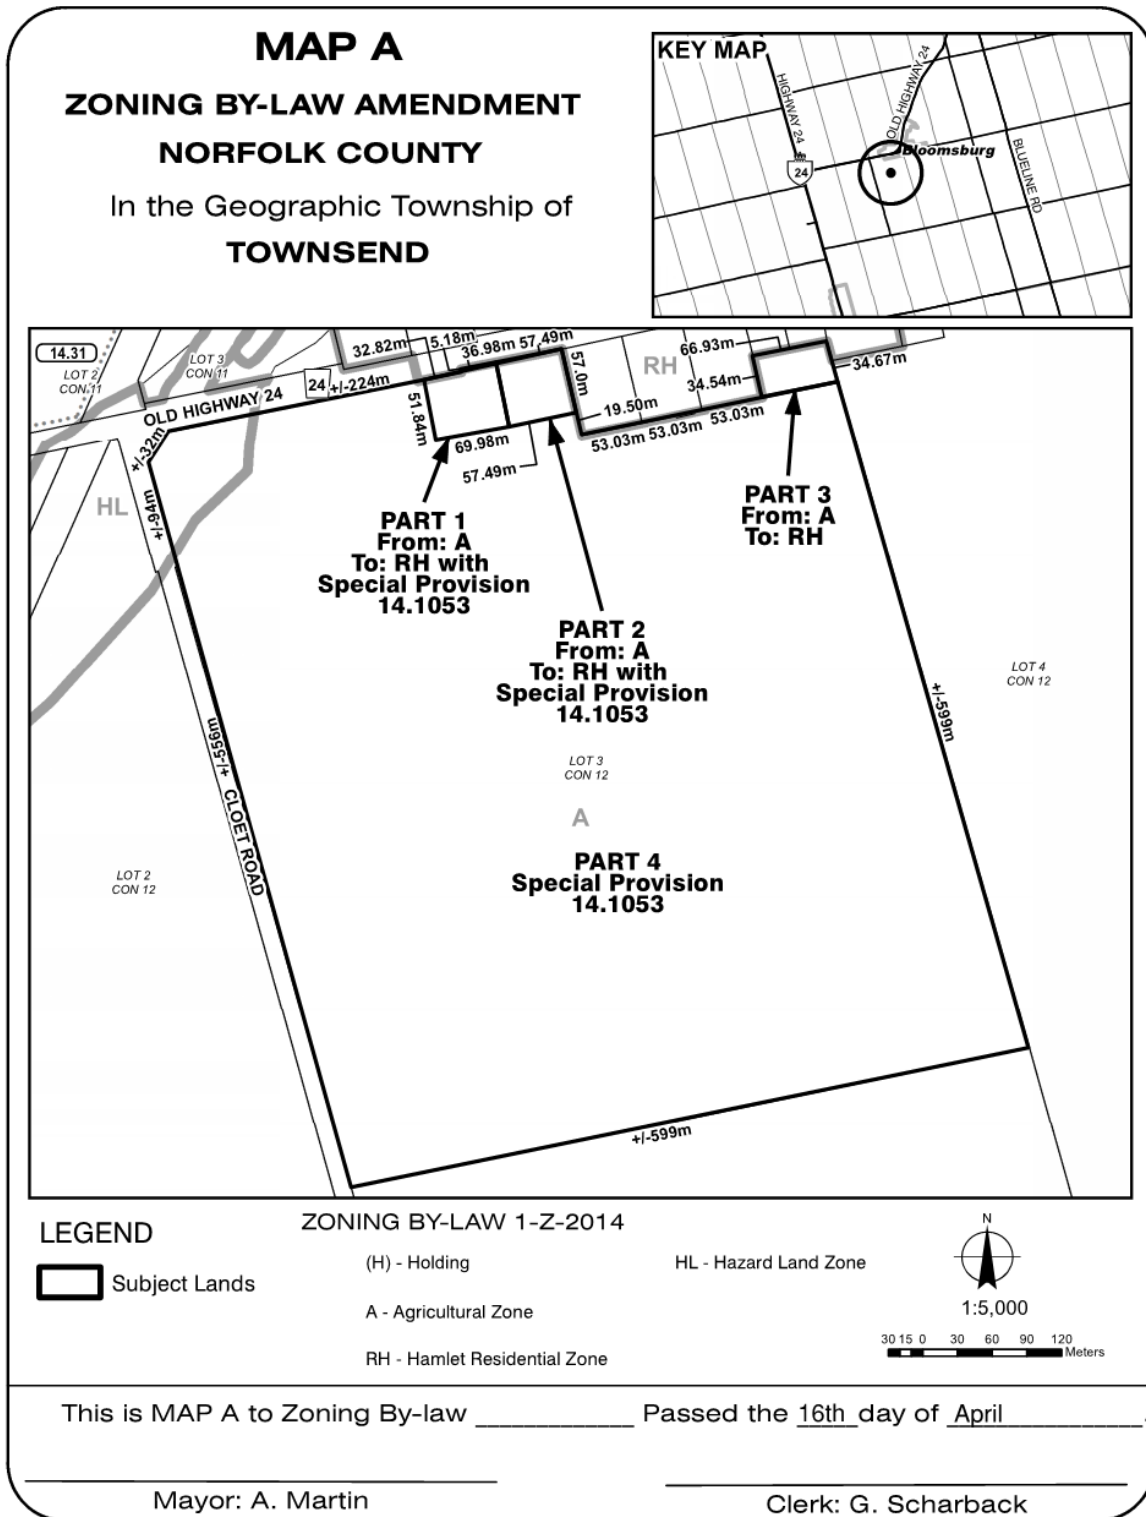 MAP A
ZONING BY-LAW AMENDMENT
NORFOLK COUNTY
In the Geographic Township of
TOWNSEND
KEY MAP
HIGHWAY 24
OLD HIGHWAY 24
24
Bloomsburg
BLUELINE RD
14.31
LOT 2
CON 11
LOT 3
CON 11
24
OLD HIGHWAY 24
+/-224m
32.82m
5.18m
36.98m
57.49m
57.0m
RH
66.93m
34.67m
34.54m
19.50m
53.03m
53.03m
53.03m
51.84m
69.98m
57.49m
+/-32m
+/-94m
HL
PART 1
From: A
To: RH with
Special Provision
14.1053
PART 2
From: A
To: RH with
Special Provision
14.1053
PART 3
From: A
To: RH
LOT 4
CON 12
+/-599m
+/-556m
CLOET ROAD
LOT 3
CON 12
A
PART 4
Special Provision
14.1053
LOT 2
CON 12
+/-599m
LEGEND
Subject Lands
ZONING BY-LAW 1-Z-2014
(H) - Holding
A - Agricultural Zone
RH - Hamlet Residential Zone
HL - Hazard Land Zone
N
1:5,000
30 15 0 30 60 90 120
Meters
This is MAP A to Zoning By-law ____________ Passed the 16th day of April____________.
Mayor: A. Martin
Clerk: G. Scharback